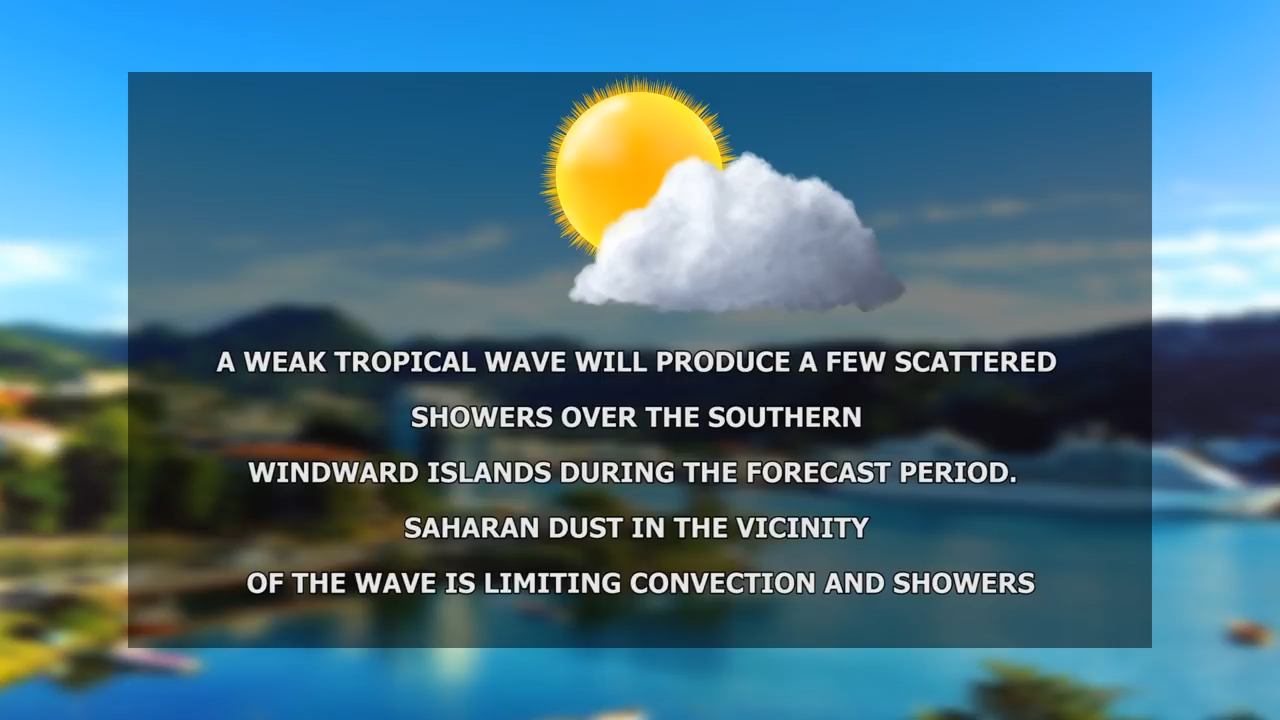 A WEAK TROPICAL WAVE WILL PRODUCE A FEW SCATTERED
SHOWERS OVER THE SOUTHERN
WINDWARD ISLANDS DURING THE FORECAST PERIOD.
SAHARAN DUST IN THE VICINITY
OF THE WAVE IS LIMITING CONVECTION AND SHOWERS